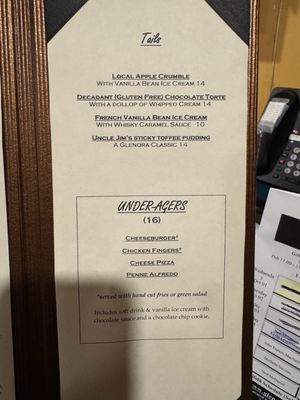 Tails
Local Apple Crumble
with Vanilla Bean Ice Cream 14
Decadant (Gluten Free) Chocolate Torte
with a dollop of Whipped Cream 14
French Vanilla Bean Ice Cream
with Whisky Caramel Sauce 10
Uncle Jim's sticky toffee pudding
A Glenora Classic 14
UNDER-AGERS
(16)
Cheeseburger*
Chicken Fingers*
Cheese Pizza
Penne Alfredo
*served with hand cut fries or green salad
Includes soft drink & vanilla ice cream with
chocolate sauce and a chocolate chip cookie.